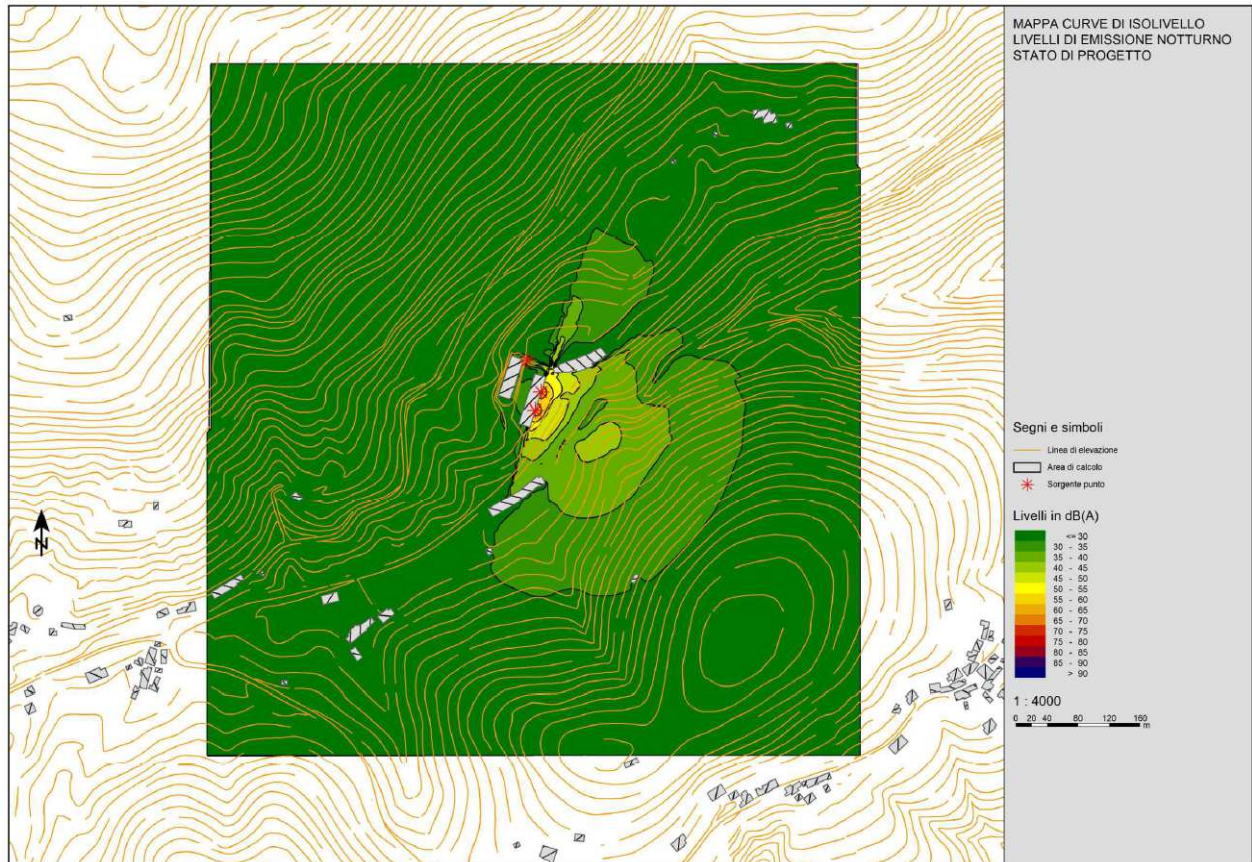 MAPPA CURVE DI ISOLIVELLO
LIVELLI DI EMISSIONE NOTTURNO
STATO DI PROGETTO
N
Segni e simboli
Linea di elevazione
Area di calcolo
Sorgente punto
Livelli in dB(A)
<= 30
30 - 35
35 - 40
40 - 45
45 - 50
50 - 55
55 - 60
60 - 65
65 - 70
70 - 75
75 - 80
80 - 85
85 - 90
> 90
1 : 4000
0 20 40 80 120 160
m